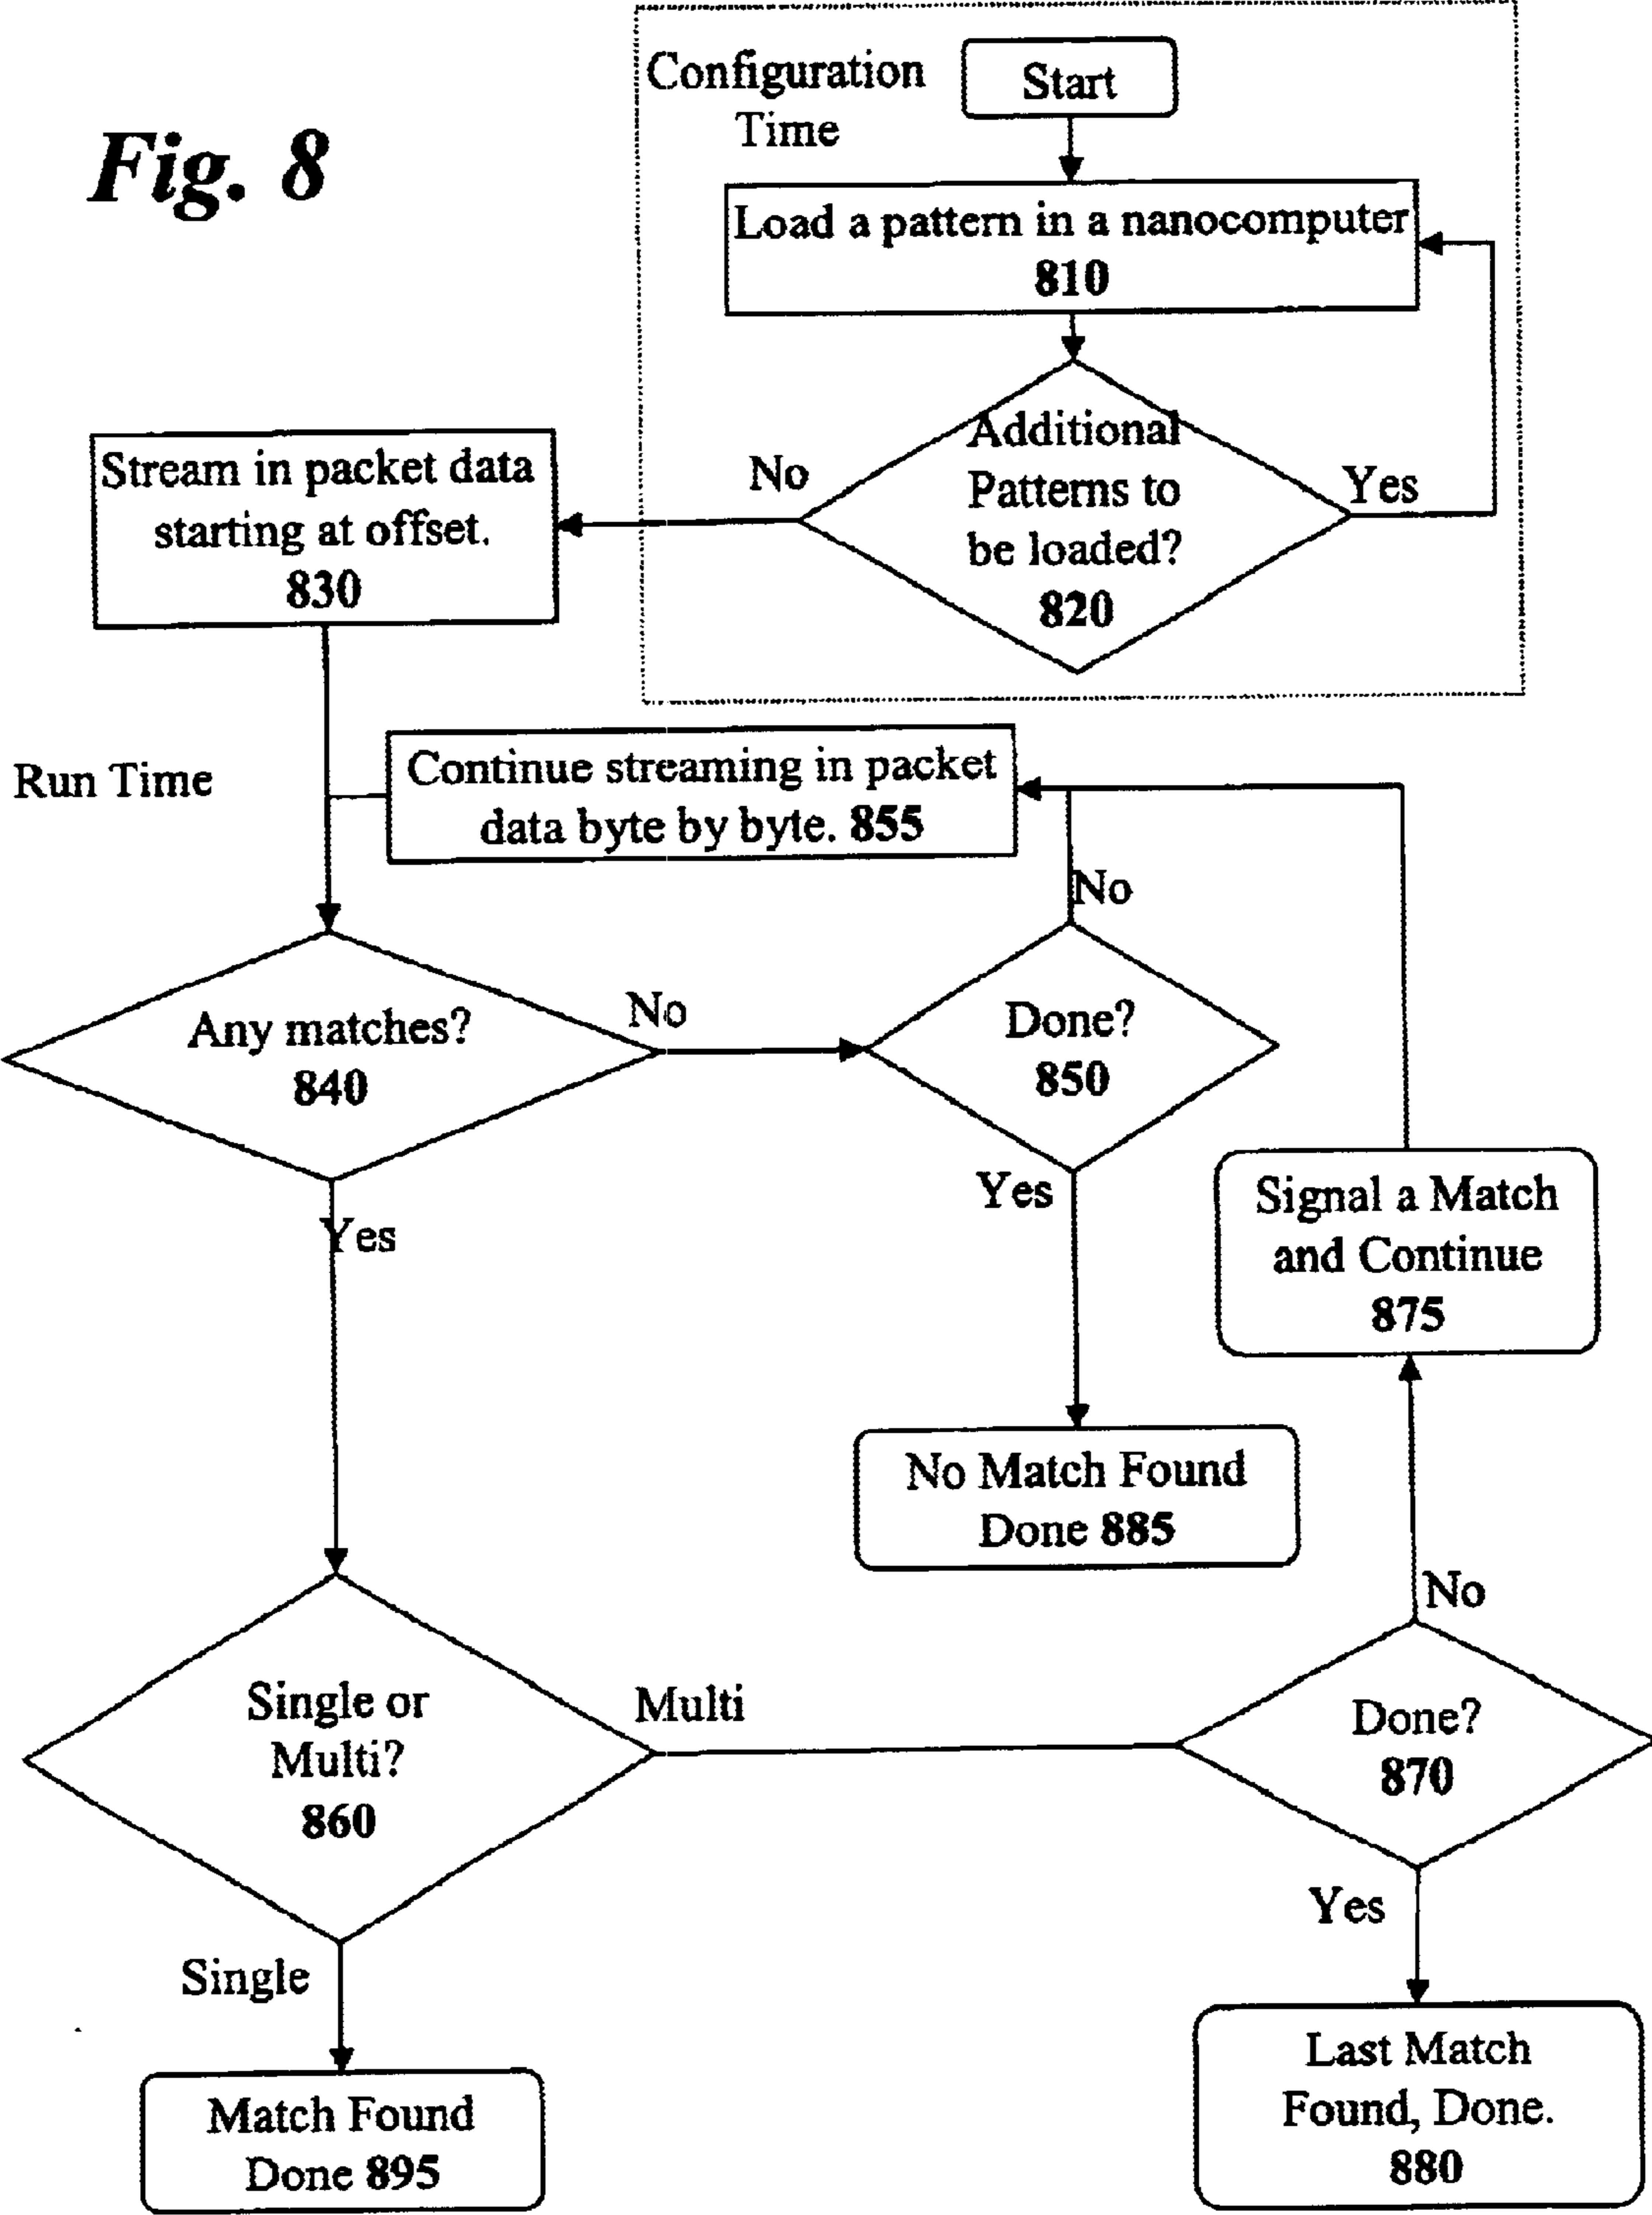 Fig. 8
Configuration
Time
Start
Load a pattern in a nanocomputer
810
Additional
Patterns to
be loaded?
820
No
Yes
Stream in packet data
starting at offset.
830
Run Time
Continue streaming in packet
data byte by byte. 855
No
Any matches?
840
No
Done?
850
Yes
Yes
Signal a Match
and Continue
875
No Match Found
Done 885
No
Single or
Multi?
860
Multi
Done?
870
Yes
Single
Match Found
Done 895
Last Match
Found, Done.
880